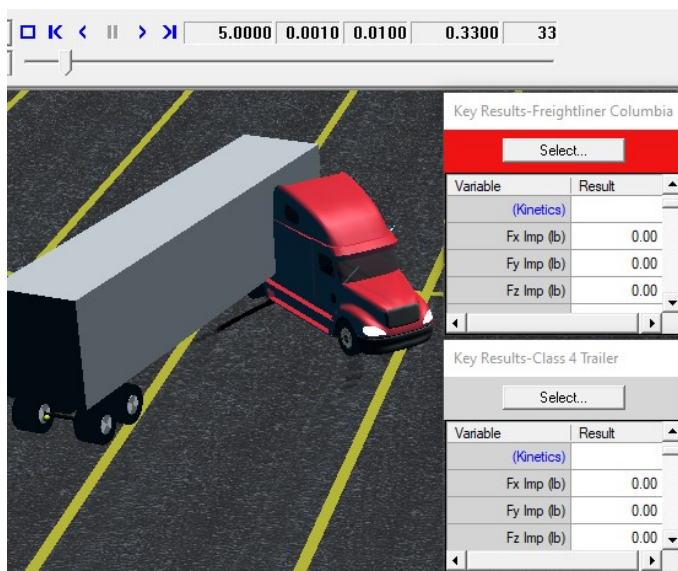 5.0000 0.0010 0.0100 0.3300 33
Key Results-Freightliner Columbia
Select...
Variable Result
(Kinetics)
Fx Imp (lb) 0.00
Fy Imp (lb) 0.00
Fz Imp (lb) 0.00
Key Results-Class 4 Trailer
Select...
Variable Result
(Kinetics)
Fx Imp (lb) 0.00
Fy Imp (lb) 0.00
Fz Imp (lb) 0.00